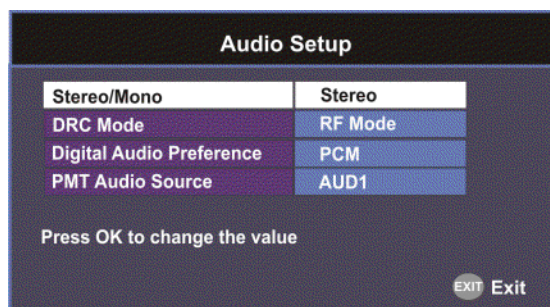 Audio Setup
Stereo/Mono Stereo
DRC Mode RF Mode
Digital Audio Preference PCM
PMT Audio Source AUD1
Press OK to change the value
EXIT Exit